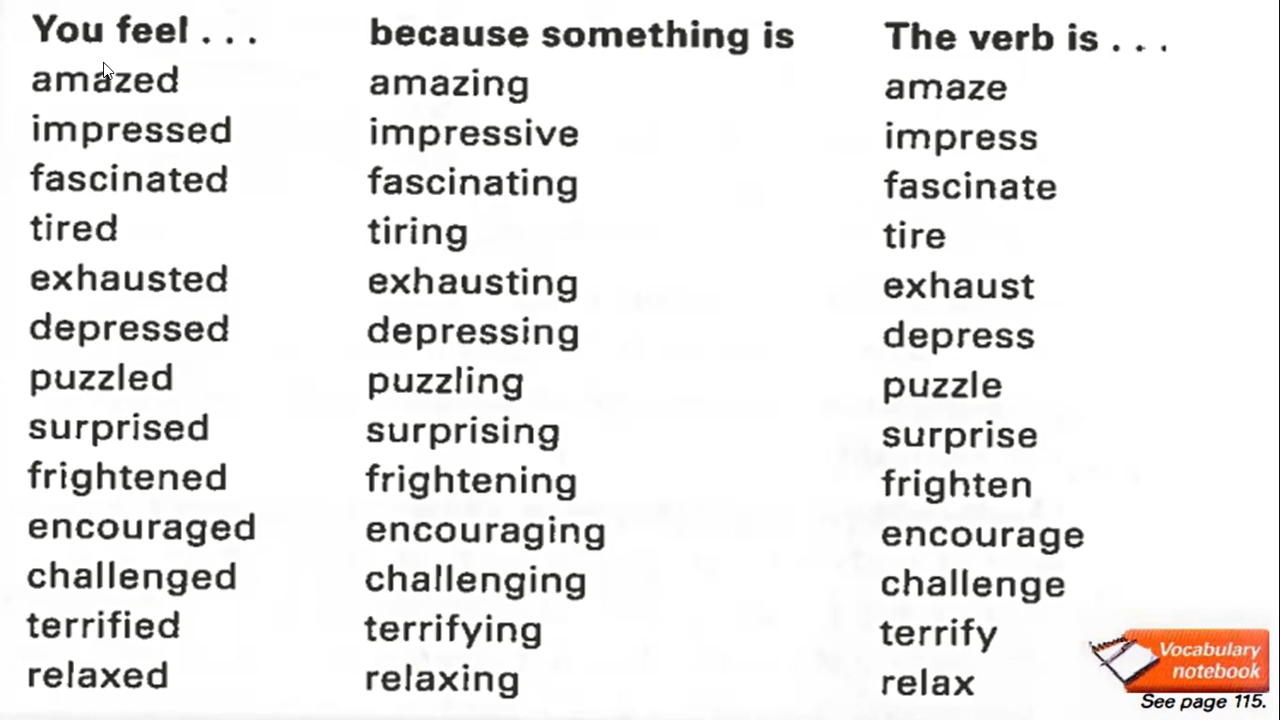 You feel . . . because something is The verb is . . .
amazed amazing amaze
impressed impressive impress
fascinated fascinating fascinate
tired tiring tire
exhausted exhausting exhaust
depressed depressing depress
puzzled puzzling puzzle
surprised surprising surprise
frightened frightening frighten
encouraged encouraging encourage
challenged challenging challenge
terrified terrifying terrify
relaxed relaxing relax
Vocabulary
notebook
See page 115.